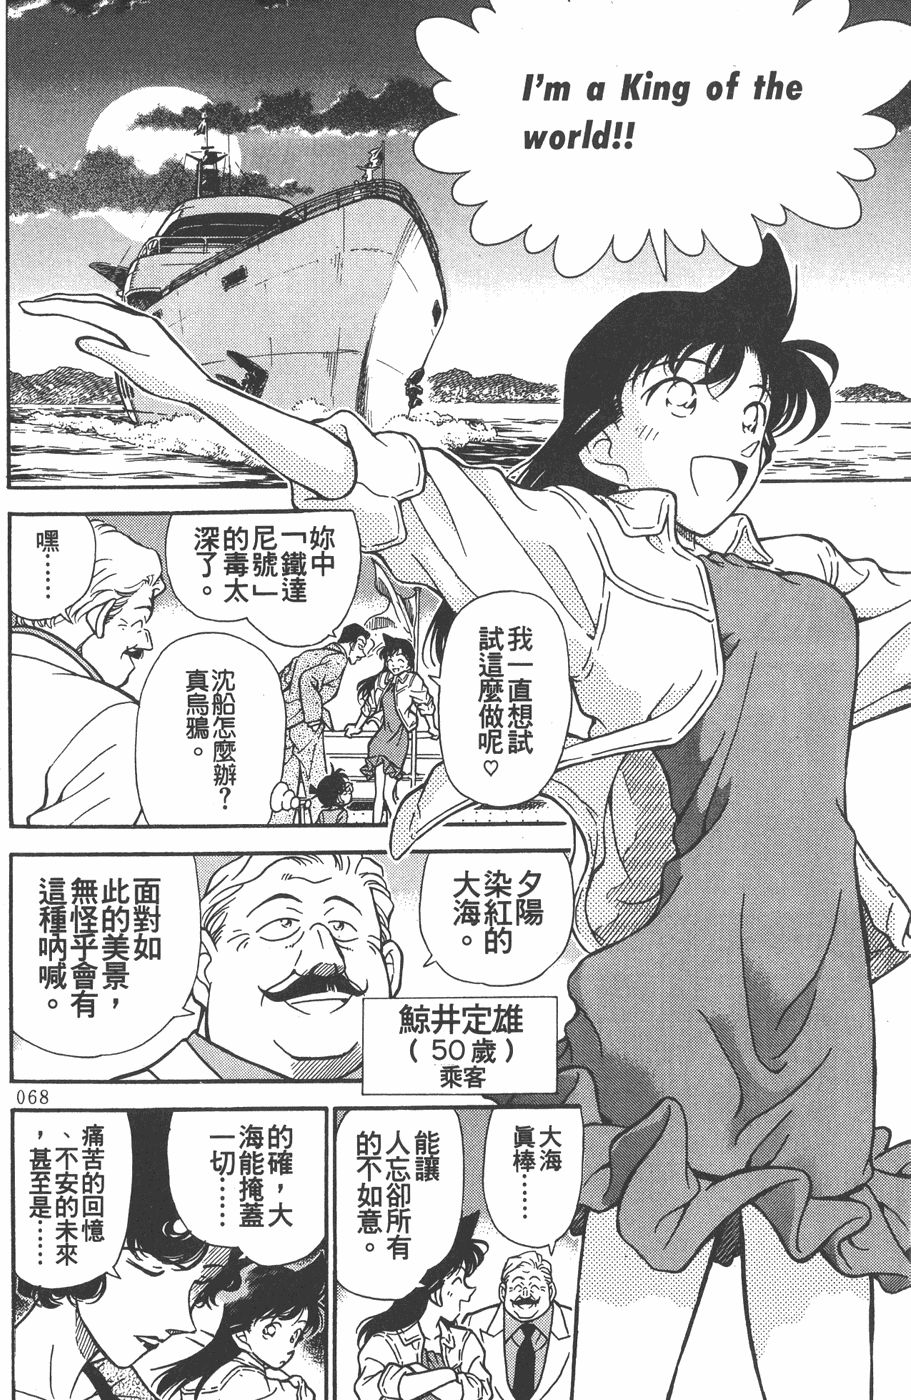 I'm a King of the
world!!
我一直想試
試這麼做呢♡
妳中
「鐵達
尼號」
的毒太
深了。
沈船怎麼辦？
真烏鴉。
嘿……
夕陽
染紅的
大海。
面對如
此的美景，
無怪乎會有
這種吶喊。
鯨井定雄
（50歲）
乘客
068
大海
眞棒……
能讓
人忘卻所有
的不如意。
的確，大
海能掩蓋
一切……
痛苦的回憶
、不安的未來
，甚至是……